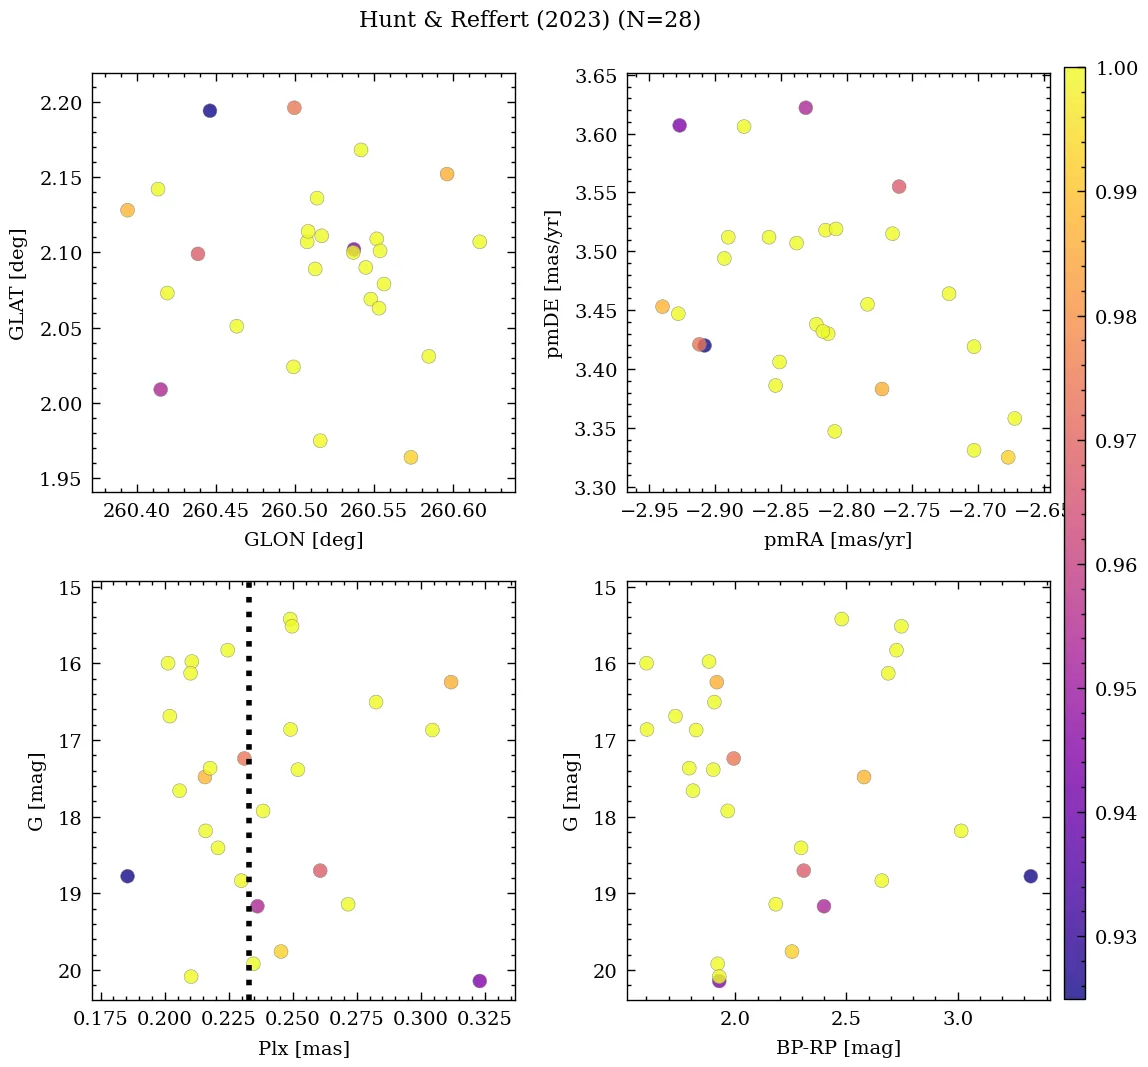 Hunt & Reffert (2023) (N=28)
2.20
2.15
2.10
2.05
2.00
1.95
GLAT [deg]
260.40 260.45 260.50 260.55 260.60
GLON [deg]
3.65
3.60
3.55
3.50
3.45
3.40
3.35
3.30
pmDE [mas/yr]
−2.95 −2.90 −2.85 −2.80 −2.75 −2.70 −2.65
pmRA [mas/yr]
15
16
17
18
19
20
G [mag]
0.175 0.200 0.225 0.250 0.275 0.300 0.325
Plx [mas]
15
16
17
18
19
20
G [mag]
2.0 2.5 3.0
BP-RP [mag]
1.00
0.99
0.98
0.97
0.96
0.95
0.94
0.93